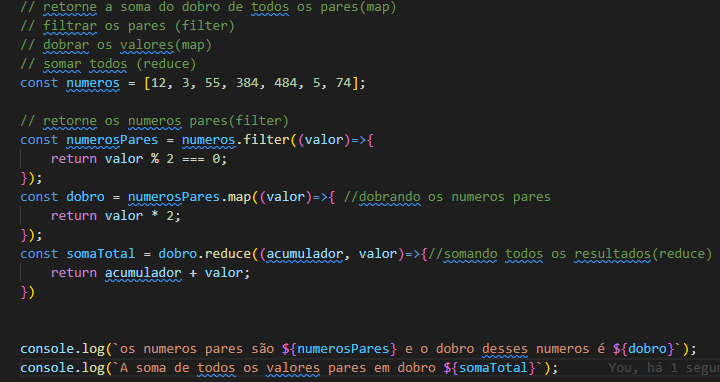 // retorne a soma do dobro de todos os pares(map)
// filtrar os pares (filter)
// dobrar os valores(map)
// somar todos (reduce)
const numeros = [12, 3, 55, 384, 484, 5, 74];
// retorne os numeros pares(filter)
const numerosPares = numeros.filter((valor)=>{
return valor % 2 === 0;
});
const dobro = numerosPares.map((valor)=>{ //dobrando os numeros pares
return valor * 2;
});
const somaTotal = dobro.reduce((acumulador, valor)=>{//somando todos os resultados(reduce)
return acumulador + valor;
})
console.log(`os numeros pares são ${numerosPares} e o dobro desses numeros é ${dobro}`);
console.log(`A soma de todos os valores pares em dobro ${somaTotal}`); You, há 1